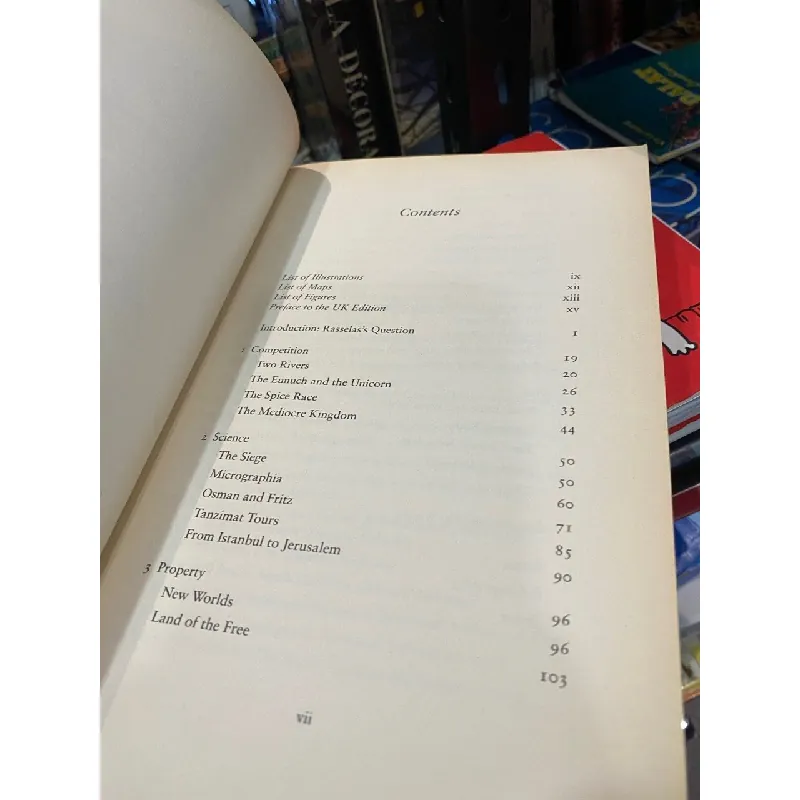 LA DÉCORA
Contents
List of Illustrations ix
List of Maps xii
List of Figures xiii
Preface to the UK Edition xv
Introduction: Rasselas's Question 1
1 Competition 19
Two Rivers 20
The Eunuch and the Unicorn 26
The Spice Race 33
The Mediocre Kingdom 44
2 Science 50
The Siege 50
Micrographia 60
Osman and Fritz 71
Tanzimat Tours 85
From Istanbul to Jerusalem 90
3 Property 96
New Worlds 96
Land of the Free 103
vii